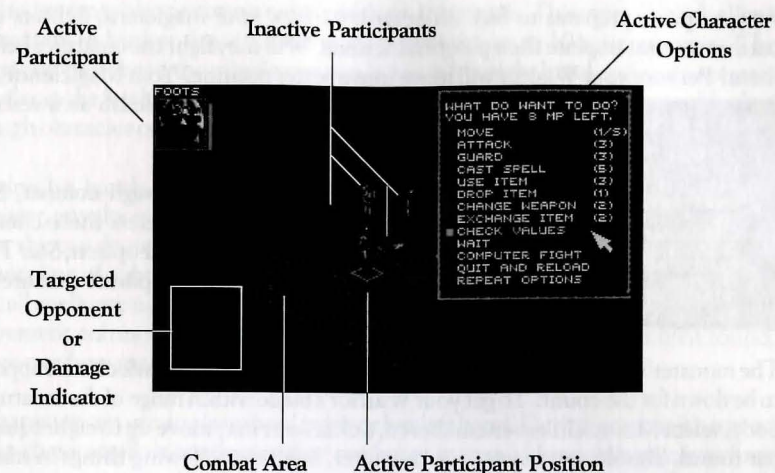 Active
Participant
Inactive Participants
Active Character
Options
FOOTS
WHAT DO WANT TO DO?
YOU HAVE 8 MP LEFT.
MOVE (1/S)
ATTACK (3)
GUARD (3)
CAST SPELL (5)
USE ITEM (3)
DROP ITEM (1)
CHANGE WEAPON (2)
EXCHANGE ITEM (2)
CHECK VALUES
WAIT
COMPUTER FIGHT
QUIT AND RELOAD
REPEAT OPTIONS
Targeted
Opponent
or
Damage
Indicator
Combat Area
Active Participant Position